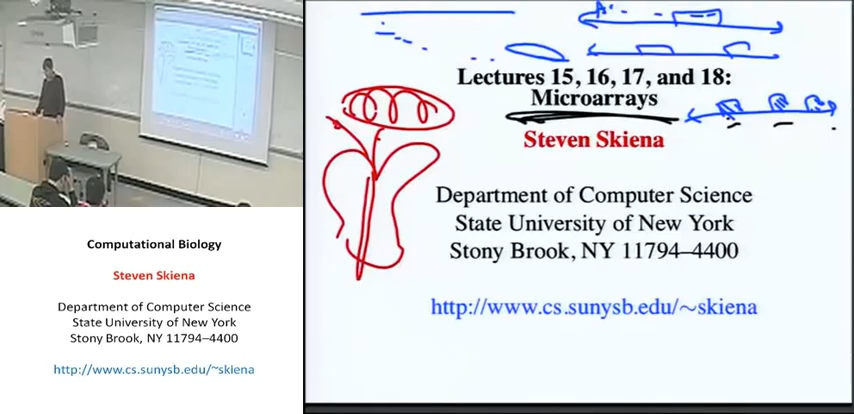 Computational Biology
Steven Skiena
Department of Computer Science
State University of New York
Stony Brook, NY 11794–4400
http://www.cs.sunysb.edu/~skiena
Lectures 15, 16, 17, and 18:
Microarrays
Steven Skiena
Department of Computer Science
State University of New York
Stony Brook, NY 11794–4400
http://www.cs.sunysb.edu/~skiena